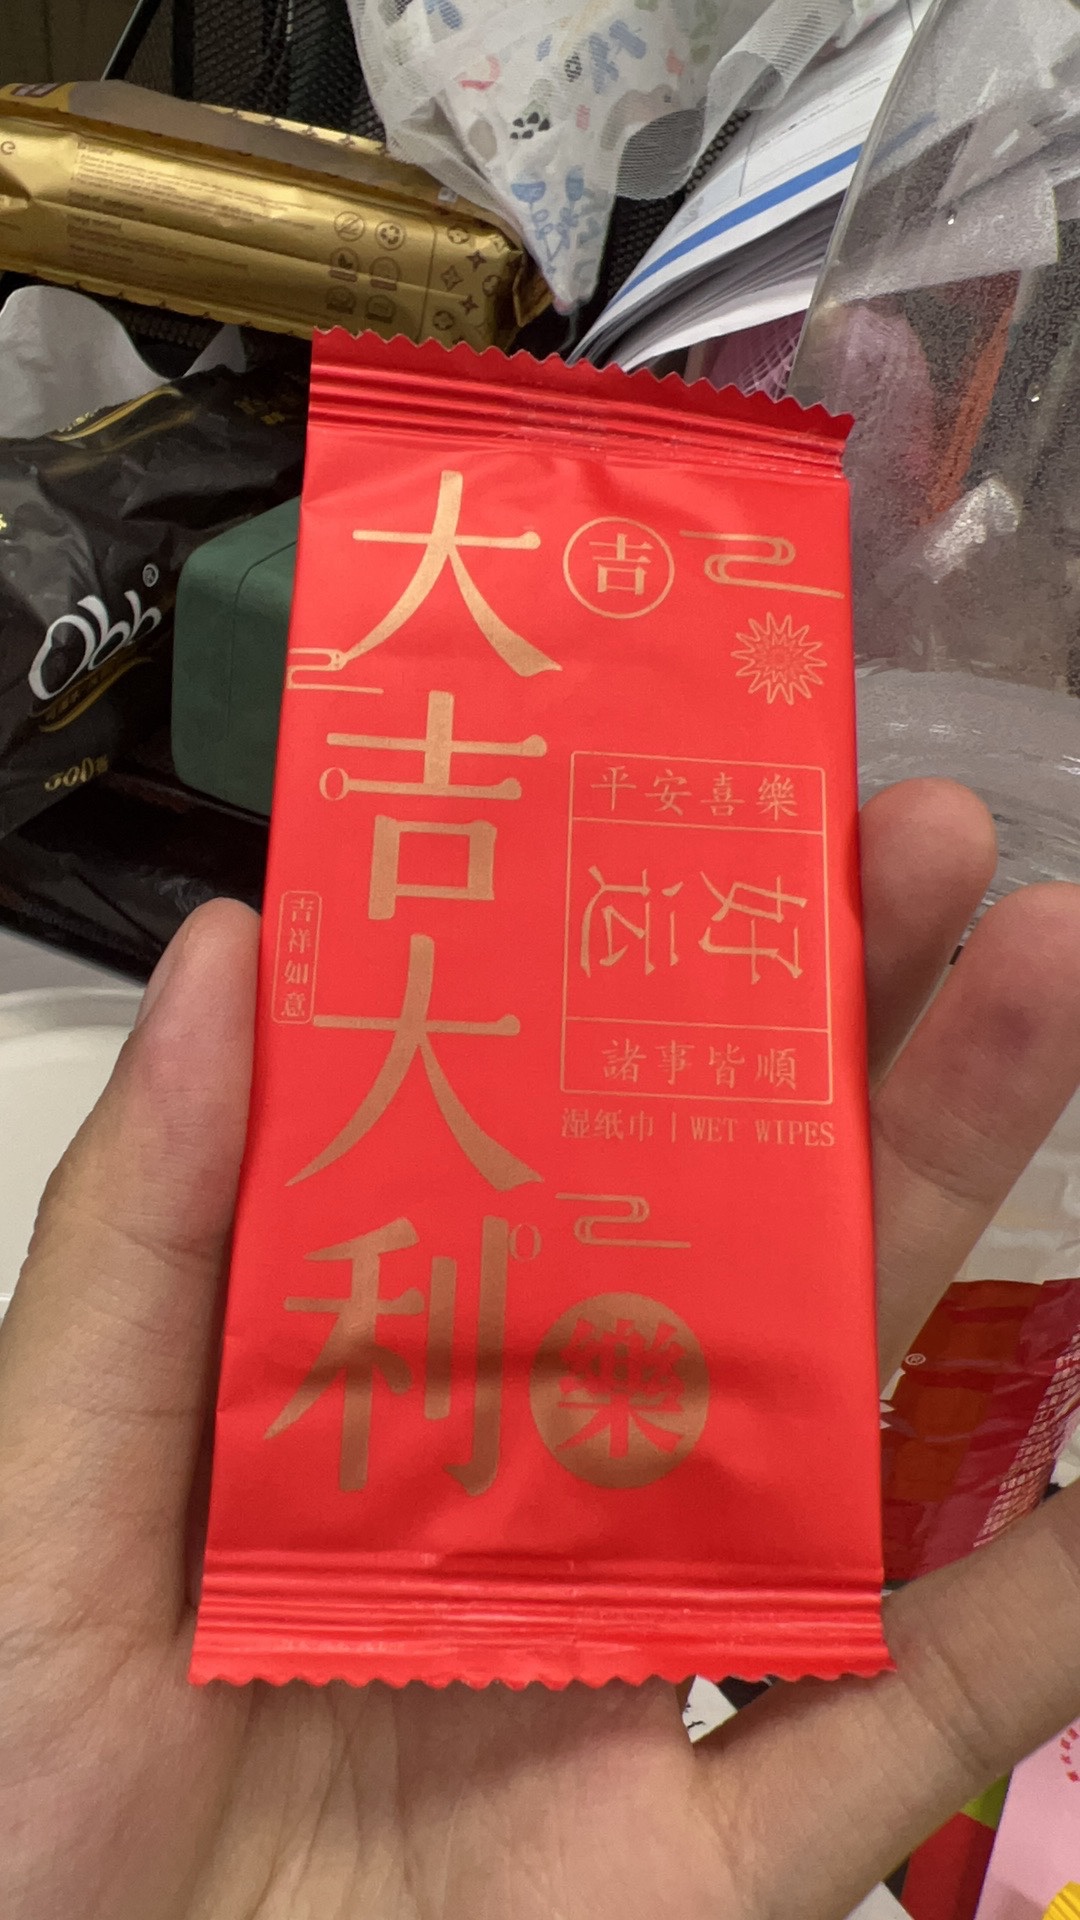 大吉大利
吉
平安喜樂
好运
諸事皆順
湿纸巾 | WET WIPES
吉祥如意
樂
Obb®